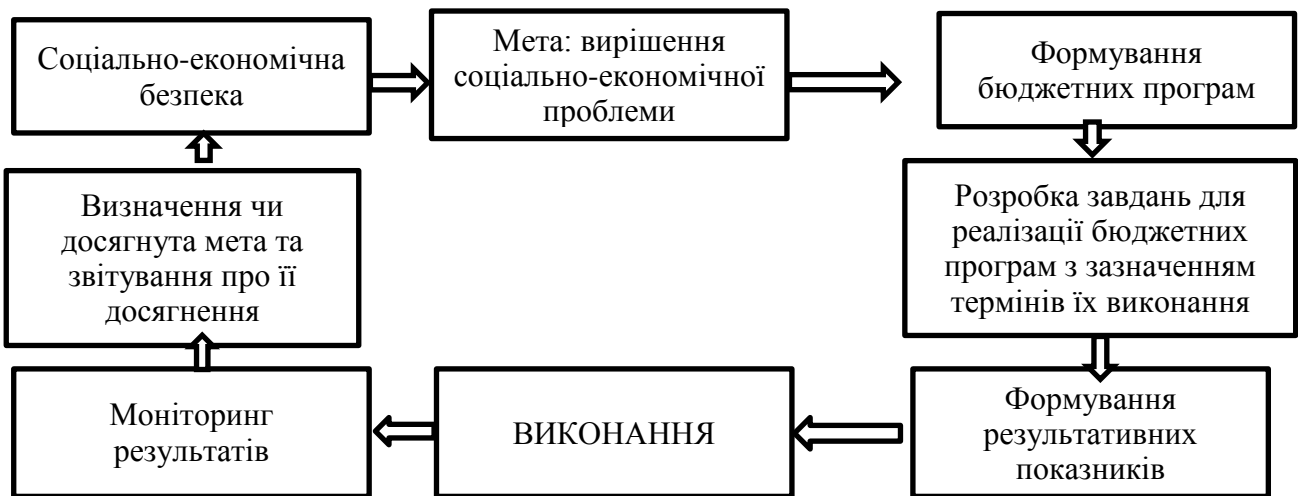 Соціально-економічна
безпека
Мета: вирішення
соціально-економічної
проблеми
Формування
бюджетних програм
Розробка завдань для
реалізації бюджетних
програм з зазначенням
термінів їх виконання
Формування
результативних
показників
ВИКОНАННЯ
Моніторинг
результатів
Визначення чи
досягнута мета та
звітування про її
досягнення